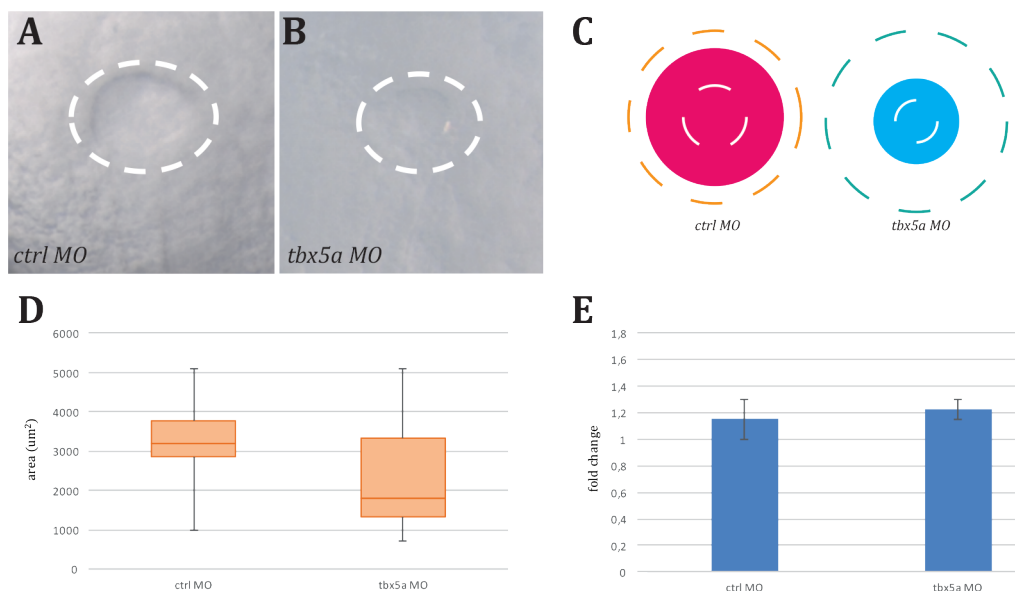 A
B
C
ctrl MO
tbx5a MO
ctrl MO
tbx5a MO
D
6000
5000
4000
3000
2000
1000
0
area (um²)
ctrl MO
tbx5a MO
E
1,8
1,6
1,4
1,2
1
0,8
0,6
0,4
0,2
0
fold change
ctrl MO
tbx5a MO